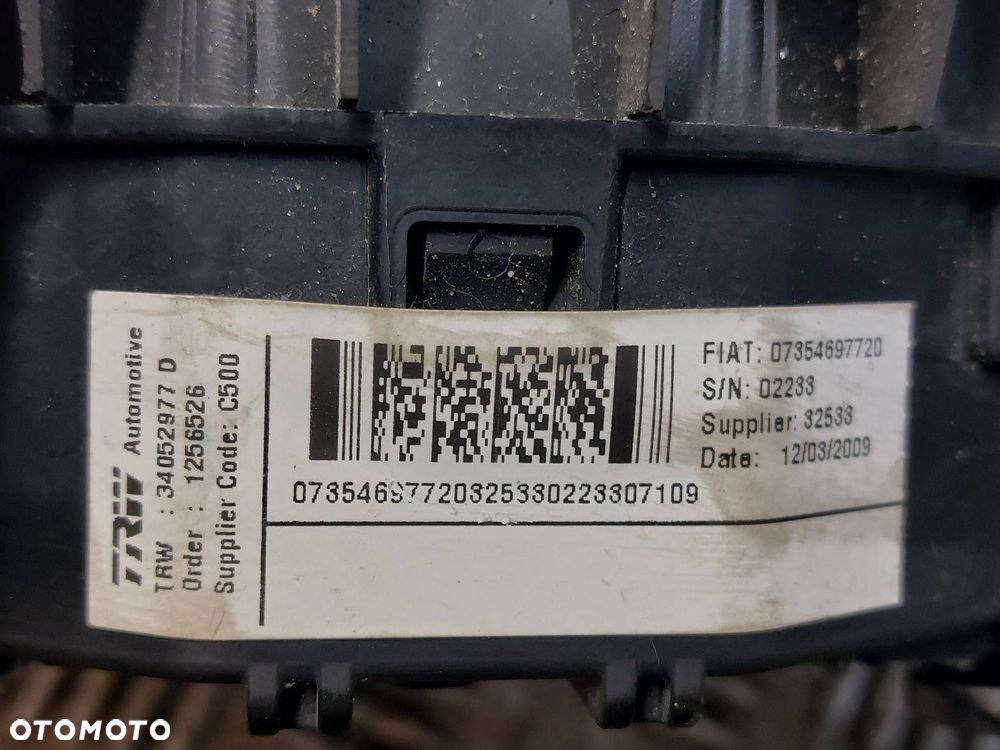 TRW Automotive
TRW : 34052977 D
Order : 1256526
Supplier Code: C500
07354697720325330223307109
FIAT: 07354697720
S/N: 02233
Supplier: 32533
Date: 12/03/2009
OTOMOTO